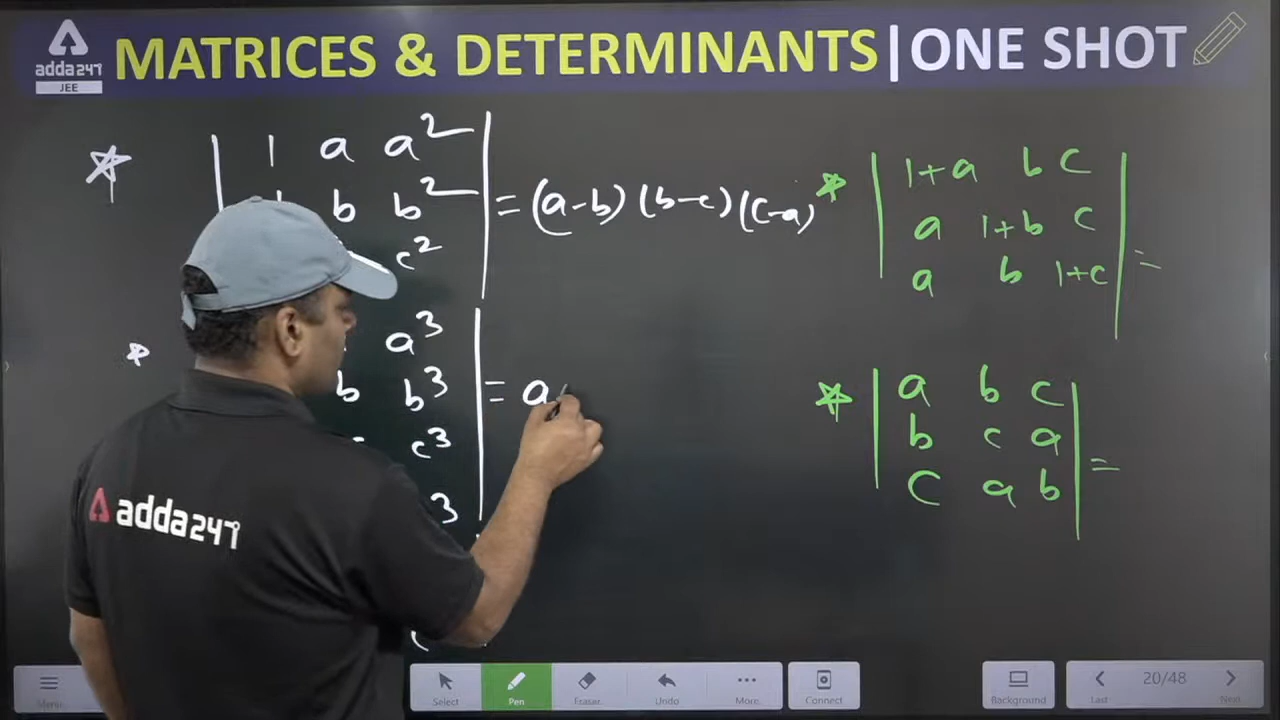 adda247
JEE
MATRICES & DETERMINANTS | ONE SHOT
1 a a²
b b² = (a-b) (b-c) (c-a)
c²
a³
b b³ = a
c³
3
1+a b c
a 1+b c
a b 1+c =
a b c
b c a =
c a b
adda247
Menu
Select
Pen
Eraser
Undo
More
Connect
Background
Last
20/48
Next